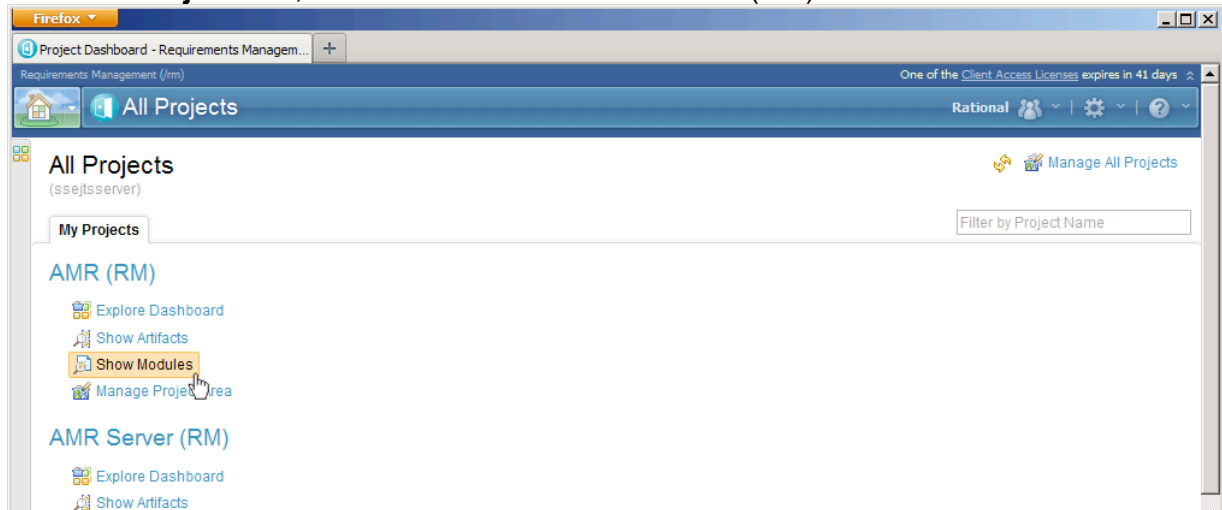 Firefox
Project Dashboard - Requirements Managem... +
Requirements Management (/rm) One of the Client Access Licenses expires in 41 days
All Projects Rational
All Projects Manage All Projects
(ssejtsserver)
My Projects Filter by Project Name
AMR (RM)
Explore Dashboard
Show Artifacts
Show Modules
Manage Project Area
AMR Server (RM)
Explore Dashboard
Show Artifacts